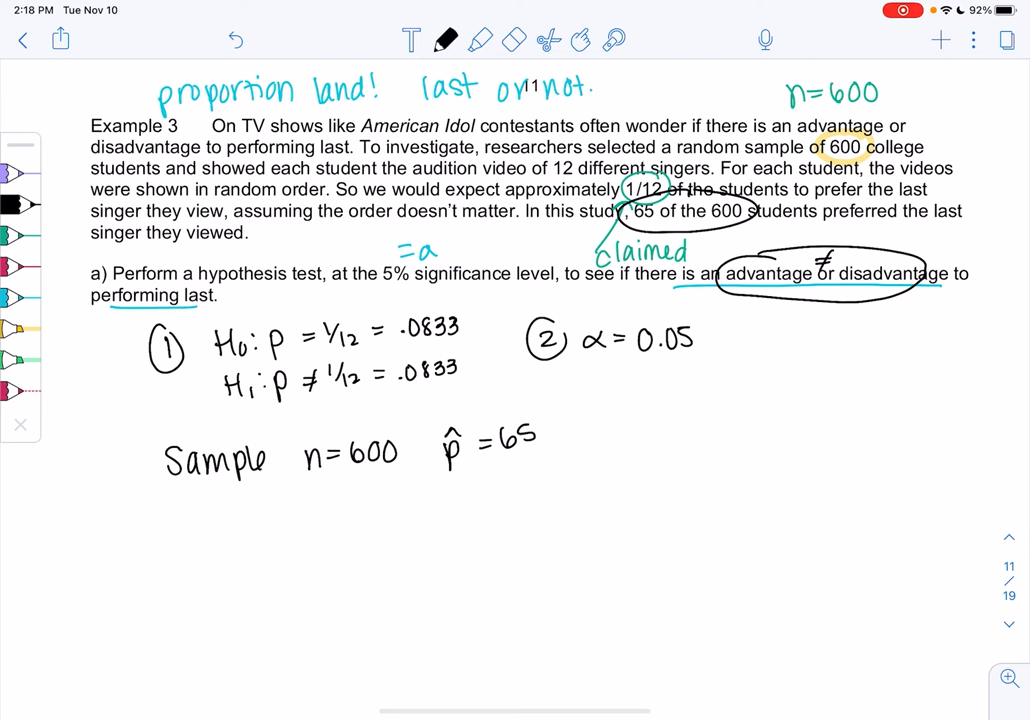 2:18 PM Tue Nov 10
92%
T
proportion land! last or not.
11
n=600
Example 3 On TV shows like American Idol contestants often wonder if there is an advantage or
disadvantage to performing last. To investigate, researchers selected a random sample of 600 college
students and showed each student the audition video of 12 different singers. For each student, the videos
were shown in random order. So we would expect approximately 1/12 of the students to prefer the last
singer they view, assuming the order doesn't matter. In this study, 65 of the 600 students preferred the last
singer they viewed.
claimed
=a
≠
a) Perform a hypothesis test, at the 5% significance level, to see if there is an advantage or disadvantage to
performing last.
① H₀: p = 1/12 = .0833
② α = 0.05
H₁: p ≠ 1/12 = .0833
Sample n=600 p̂ = 65
11
/
19